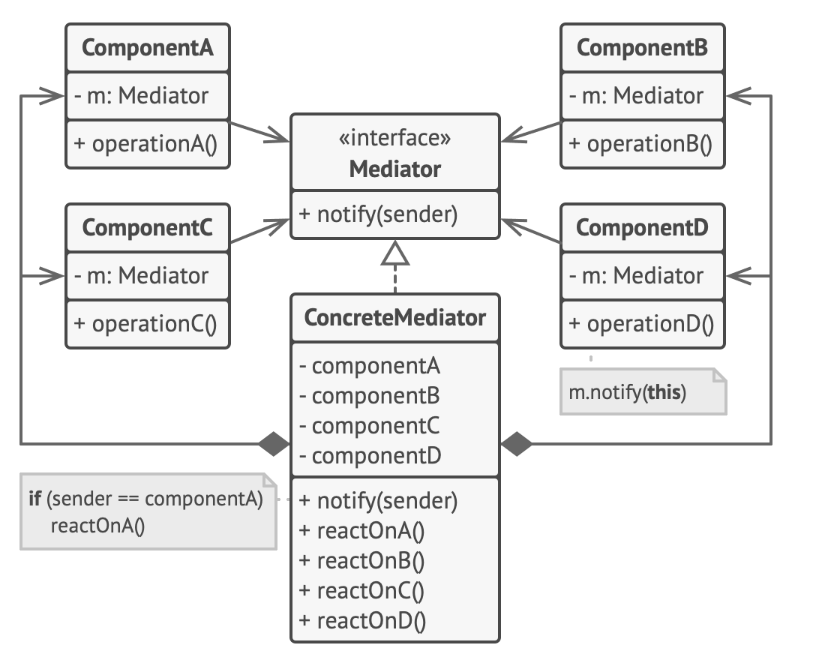 ComponentA
- m: Mediator
+ operationA()
ComponentB
- m: Mediator
+ operationB()
«interface»
Mediator
+ notify(sender)
ComponentC
- m: Mediator
+ operationC()
ComponentD
- m: Mediator
+ operationD()
m.notify(this)
ConcreteMediator
- componentA
- componentB
- componentC
- componentD
+ notify(sender)
+ reactOnA()
+ reactOnB()
+ reactOnC()
+ reactOnD()
if (sender == componentA)
reactOnA()